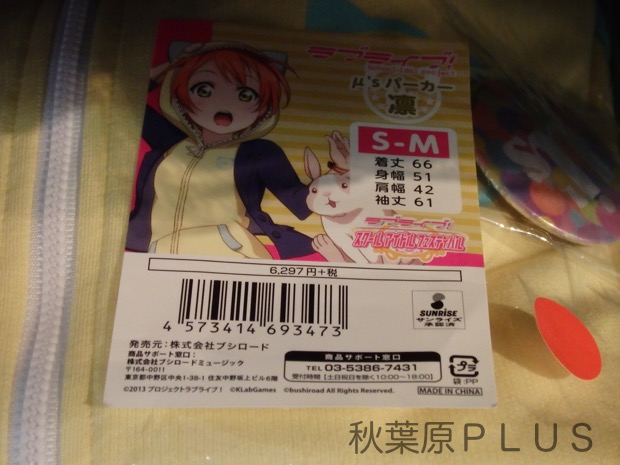 ラブライブ!
μ'sパーカー
凛
S-M
着丈 66
身幅 51
肩幅 42
袖丈 61
ラブライブ!
スクールアイドルフェスティバル
6,297円+税
4 573414 693473
SUNRISE
サンライズ
承認済
発売元:株式会社ブシロード
商品サポート窓口:
株式会社ブシロードミュージック
〒164-0011
東京都中野区中央1-38-1 住友中野坂上ビル6階
商品サポート窓口
TEL 03-5386-7431
受付時間【土日祝日を除く10:00~18:00】
プラ
袋:PP
©2013 プロジェクトラブライブ! ©KLabGames ©bushiroad All Rights Reserved.
MADE IN CHINA
秋葉原PLUS